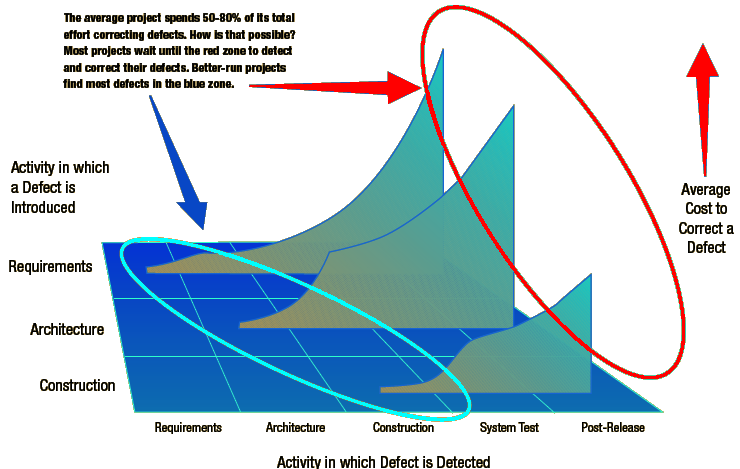 The average project spends 50-80% of its total
effort correcting defects. How is that possible?
Most projects wait until the red zone to detect
and correct their defects. Better-run projects
find most defects in the blue zone.
Activity in which
a Defect is
Introduced
Average
Cost to
Correct a
Defect
Requirements
Architecture
Construction
Requirements
Architecture
Construction
System Test
Post-Release
Activity in which Defect is Detected